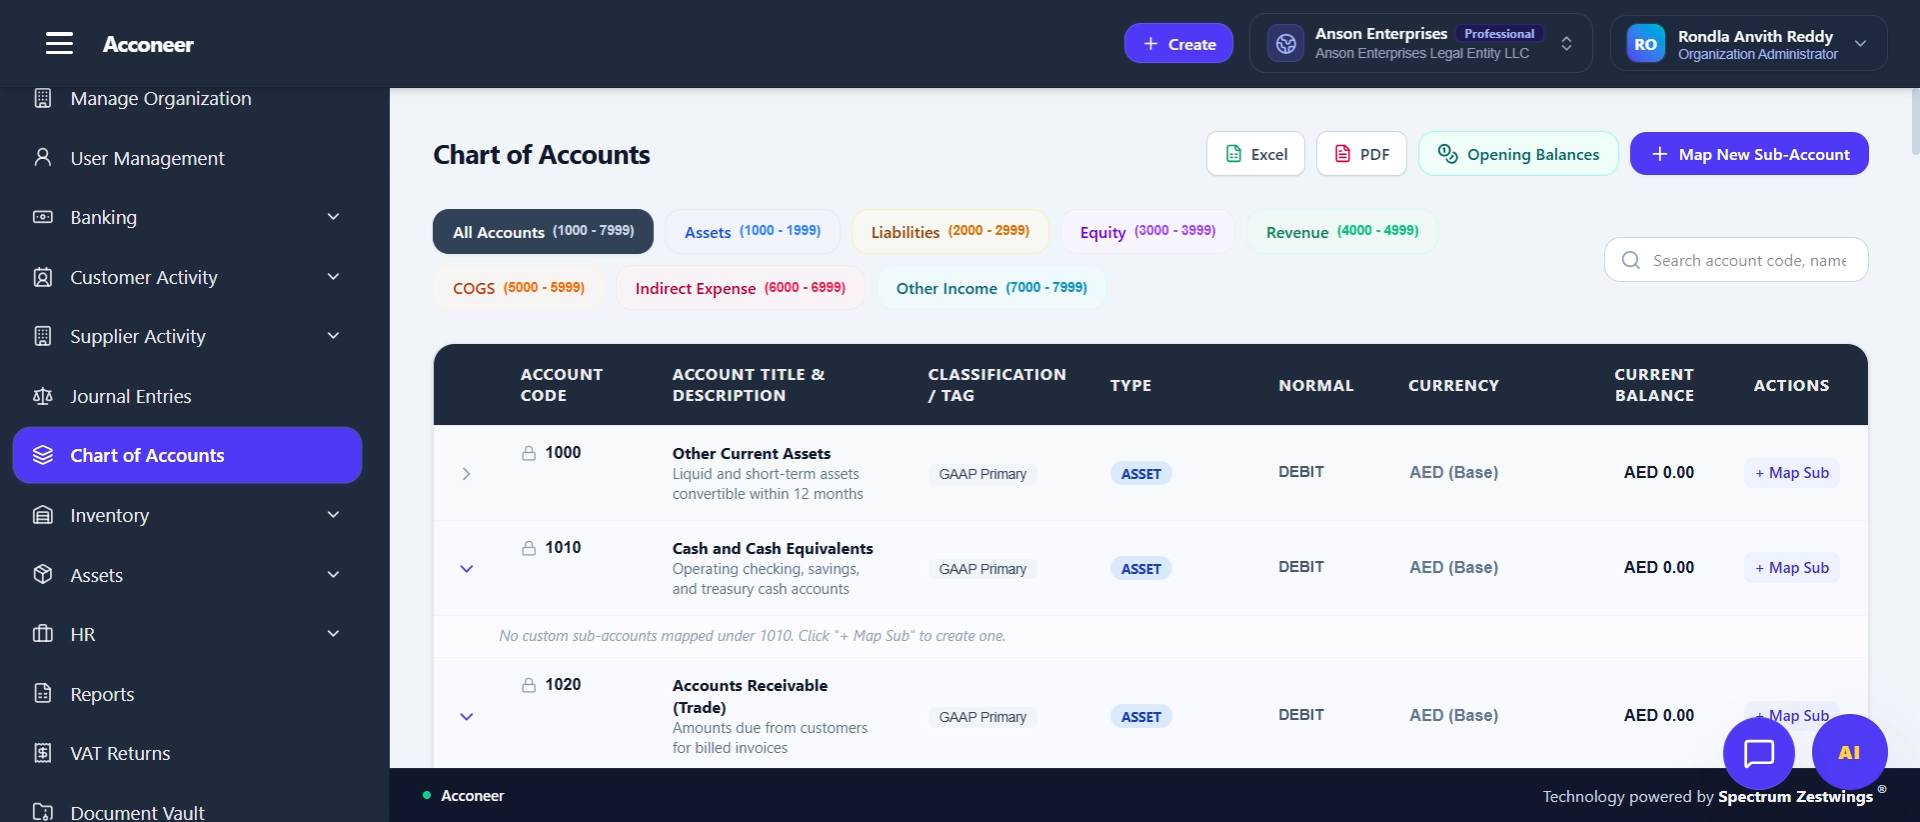 Acconeer
+ Create
Anson Enterprises Professional
Anson Enterprises Legal Entity LLC
RO
Rondla Anvith Reddy
Organization Administrator
Manage Organization
User Management
Banking
Customer Activity
Supplier Activity
Journal Entries
Chart of Accounts
Inventory
Assets
HR
Reports
VAT Returns
Document Vault
Chart of Accounts
Excel
PDF
Opening Balances
+ Map New Sub-Account
All Accounts (1000 - 7999)
Assets (1000 - 1999)
Liabilities (2000 - 2999)
Equity (3000 - 3999)
Revenue (4000 - 4999)
COGS (5000 - 5999)
Indirect Expense (6000 - 6999)
Other Income (7000 - 7999)
Search account code, name
ACCOUNT CODE
ACCOUNT TITLE & DESCRIPTION
CLASSIFICATION / TAG
TYPE
NORMAL
CURRENCY
CURRENT BALANCE
ACTIONS
1000
Other Current Assets
Liquid and short-term assets
convertible within 12 months
GAAP Primary
ASSET
DEBIT
AED (Base)
AED 0.00
+ Map Sub
1010
Cash and Cash Equivalents
Operating checking, savings,
and treasury cash accounts
GAAP Primary
ASSET
DEBIT
AED (Base)
AED 0.00
+ Map Sub
No custom sub-accounts mapped under 1010. Click "+ Map Sub" to create one.
1020
Accounts Receivable
(Trade)
Amounts due from customers
for billed invoices
GAAP Primary
ASSET
DEBIT
AED (Base)
AED 0.00
+ Map Sub
AI
Acconeer
Technology powered by Spectrum Zestwings ®